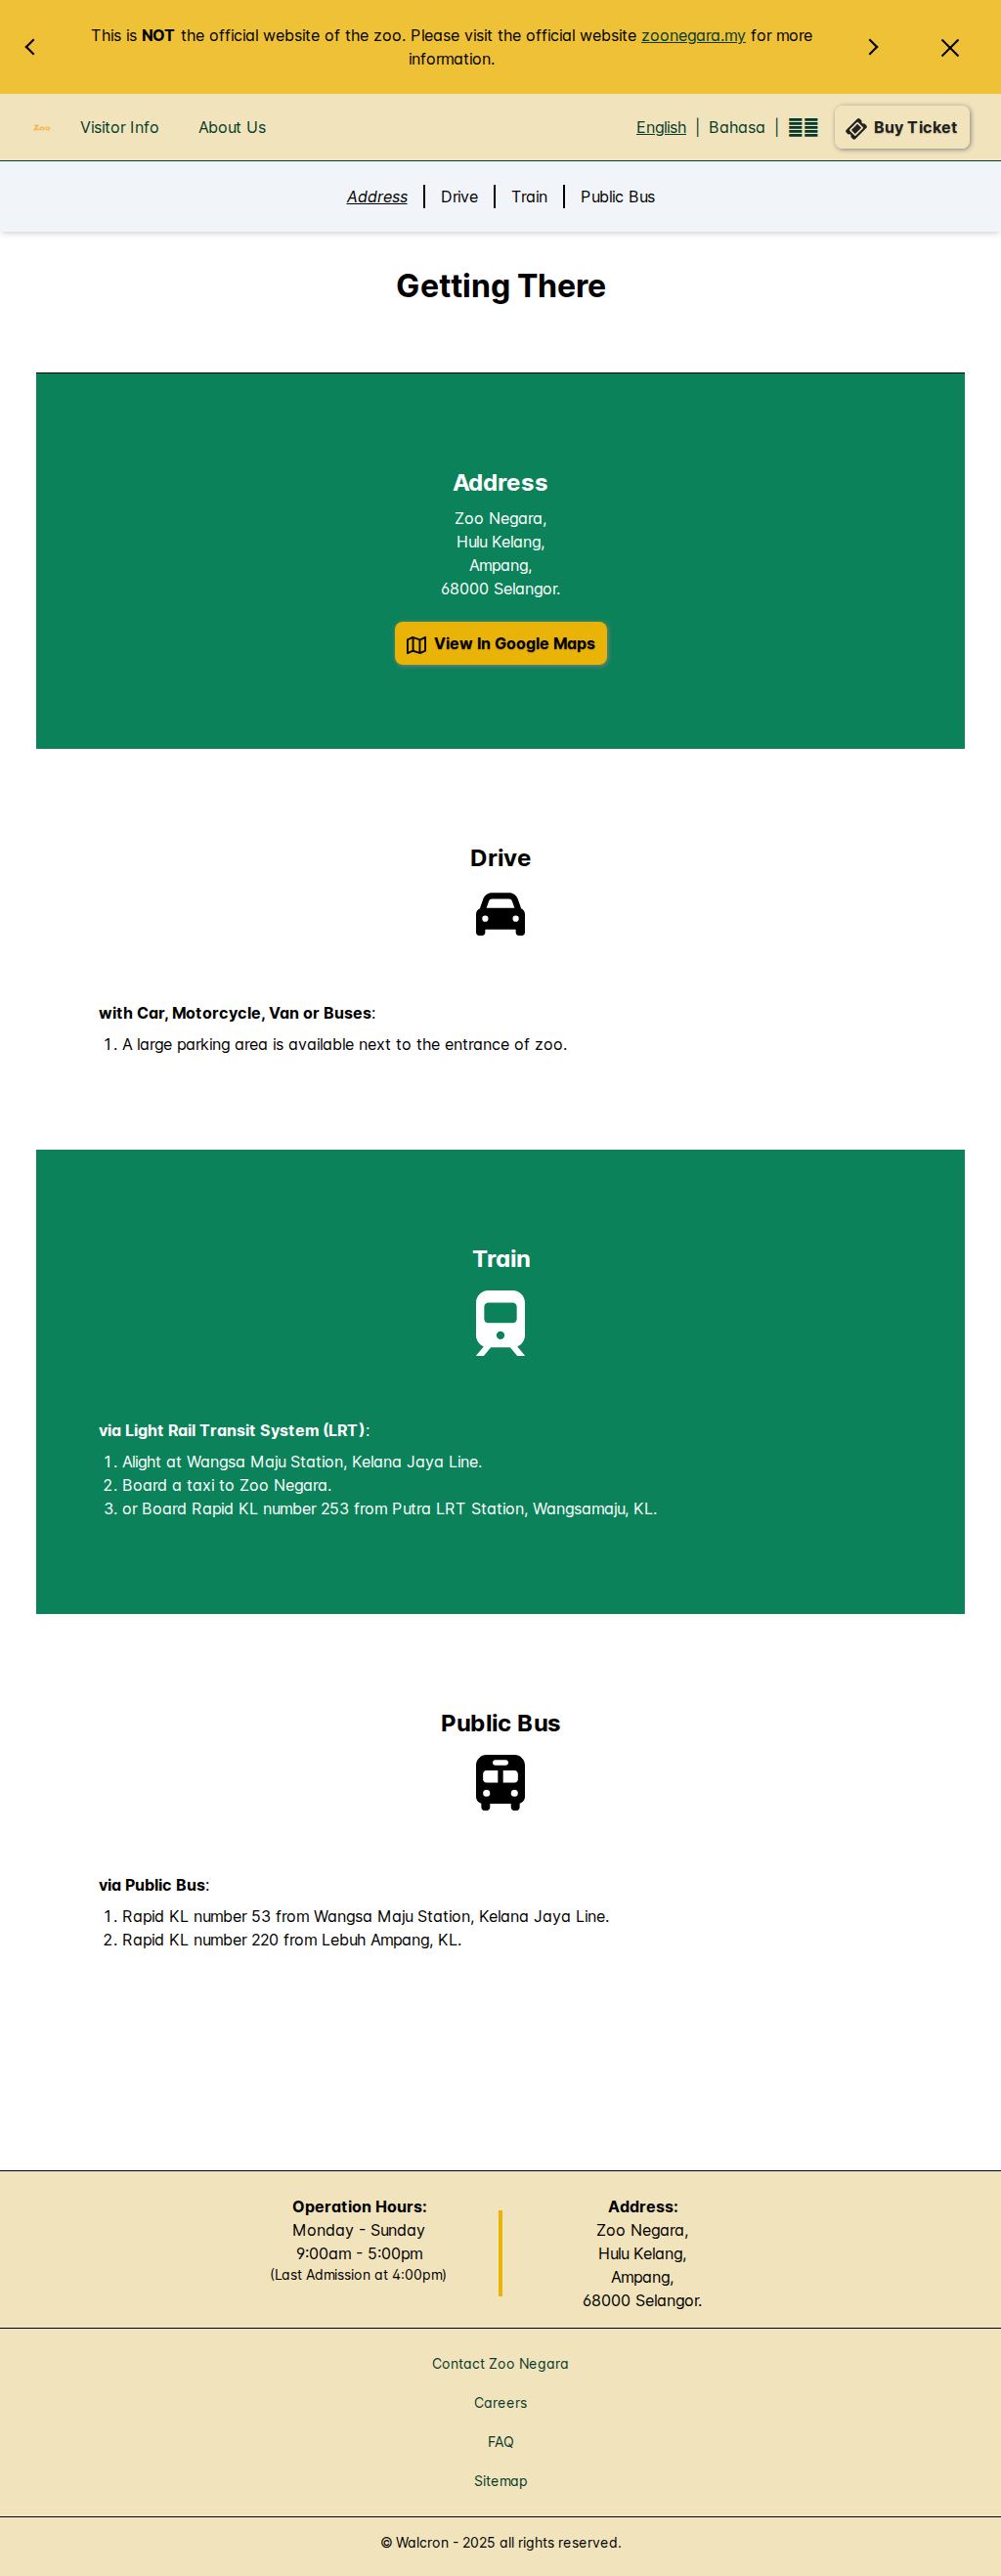 This is NOT the official website of the zoo. Please visit the official website zoonegara.my for more
information.
Zoo
Visitor Info
About Us
English | Bahasa |
Buy Ticket
Address
Drive
Train
Public Bus
Getting There
Address
Zoo Negara,
Hulu Kelang,
Ampang,
68000 Selangor.
View In Google Maps
Drive
with Car, Motorcycle, Van or Buses:
1. A large parking area is available next to the entrance of zoo.
Train
via Light Rail Transit System (LRT):
1. Alight at Wangsa Maju Station, Kelana Jaya Line.
2. Board a taxi to Zoo Negara.
3. or Board Rapid KL number 253 from Putra LRT Station, Wangsamaju, KL.
Public Bus
via Public Bus:
1. Rapid KL number 53 from Wangsa Maju Station, Kelana Jaya Line.
2. Rapid KL number 220 from Lebuh Ampang, KL.
Operation Hours:
Monday - Sunday
9:00am - 5:00pm
(Last Admission at 4:00pm)
Address:
Zoo Negara,
Hulu Kelang,
Ampang,
68000 Selangor.
Contact Zoo Negara
Careers
FAQ
Sitemap
© Walcron - 2025 all rights reserved.